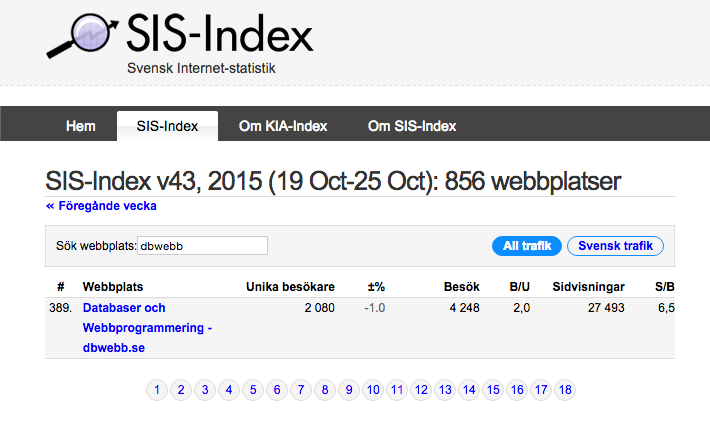 SIS-Index
Svensk Internet-statistik
Hem SIS-Index Om KIA-Index Om SIS-Index
SIS-Index v43, 2015 (19 Oct-25 Oct): 856 webbplatser
« Föregånde vecka
Sök webbplats: dbwebb All trafik Svensk trafik
# Webbplats Unika besökare ±% Besök B/U Sidvisningar S/B
389. Databaser och 2 080 -1.0 4 248 2,0 27 493 6,5
Webbprogrammering -
dbwebb.se
1 2 3 4 5 6 7 8 9 10 11 12 13 14 15 16 17 18